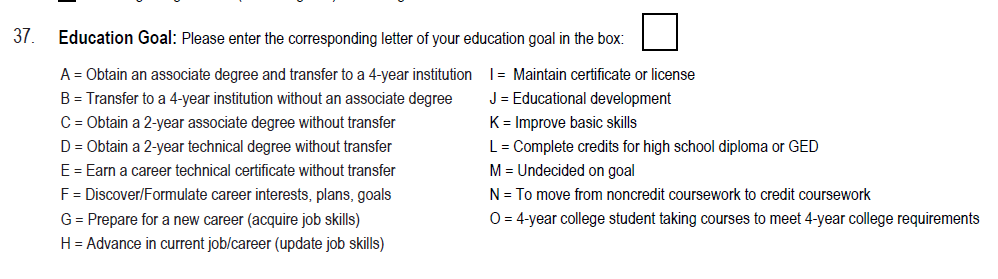 37. Education Goal: Please enter the corresponding letter of your education goal in the box:
A = Obtain an associate degree and transfer to a 4-year institution
B = Transfer to a 4-year institution without an associate degree
C = Obtain a 2-year associate degree without transfer
D = Obtain a 2-year technical degree without transfer
E = Earn a career technical certificate without transfer
F = Discover/Formulate career interests, plans, goals
G = Prepare for a new career (acquire job skills)
H = Advance in current job/career (update job skills)
I = Maintain certificate or license
J = Educational development
K = Improve basic skills
L = Complete credits for high school diploma or GED
M = Undecided on goal
N = To move from noncredit coursework to credit coursework
O = 4-year college student taking courses to meet 4-year college requirements